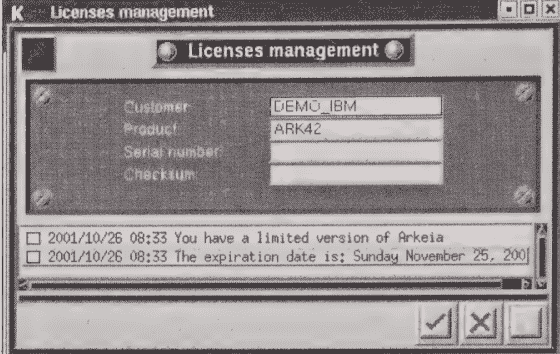 K Licenses management
Licenses management
Customer DEMO_IBM
Product ARK42
Serial number
Checksum
2001/10/26 08:33 You have a limited version of Arkeia
2001/10/26 08:33 The expiration date is: Sunday November 25, 200